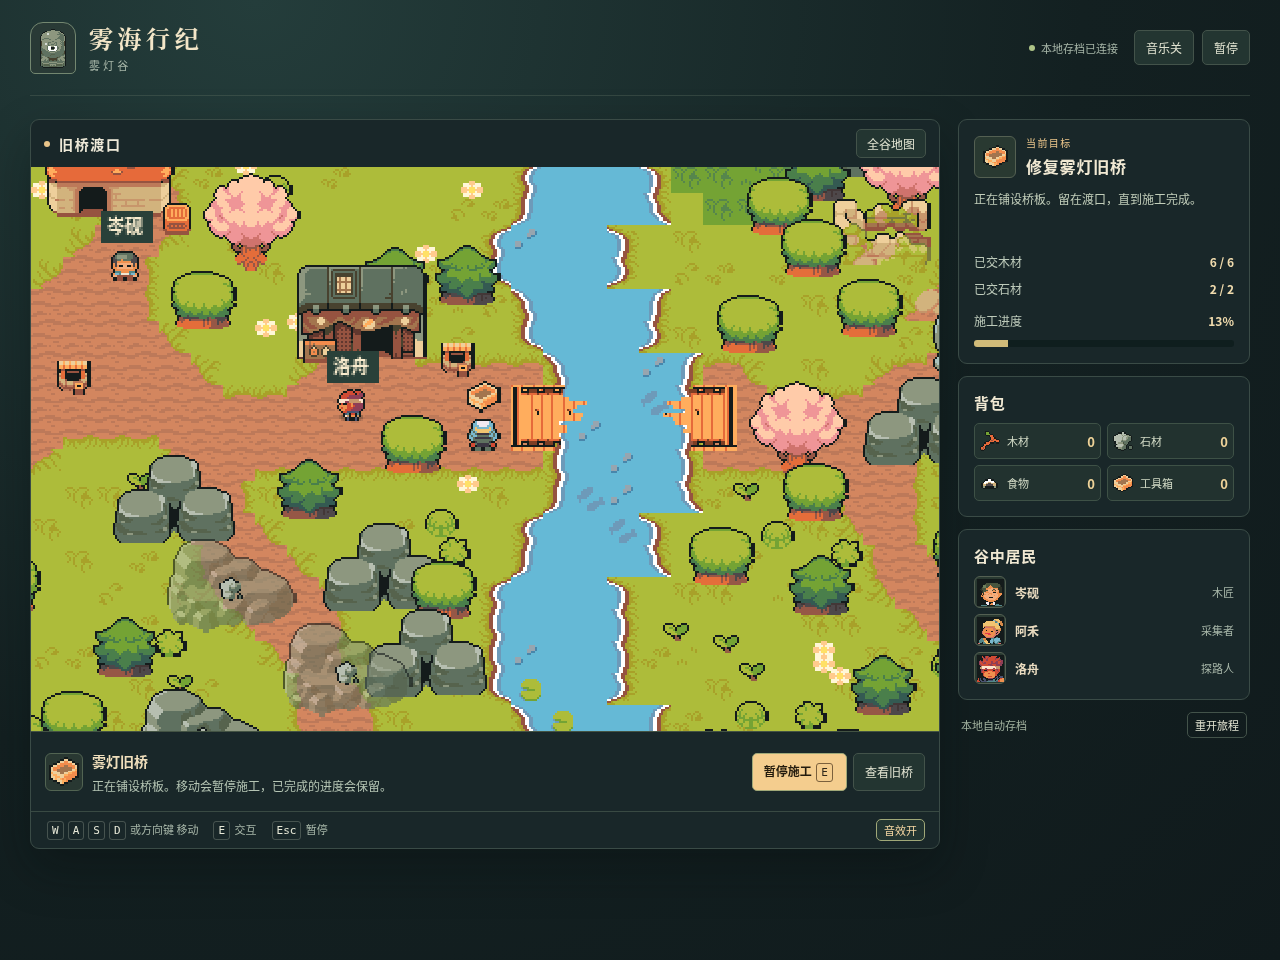 雾海行纪
雾灯谷
本地存档已连接
音乐关
暂停
旧桥渡口
全谷地图
岑砚
洛舟
当前目标
修复雾灯旧桥
正在铺设桥板。留在渡口，直到施工完成。
已交木材 6 / 6
已交石材 2 / 2
施工进度 13%
背包
木材 0
石材 0
食物 0
工具箱 0
谷中居民
岑砚 木匠
阿禾 采集者
洛舟 探路人
本地自动存档
重开旅程
雾灯旧桥
正在铺设桥板。移动会暂停施工，已完成的进度会保留。
暂停施工 E
查看旧桥
W A S D 或方向键 移动 E 交互 Esc 暂停
音效开